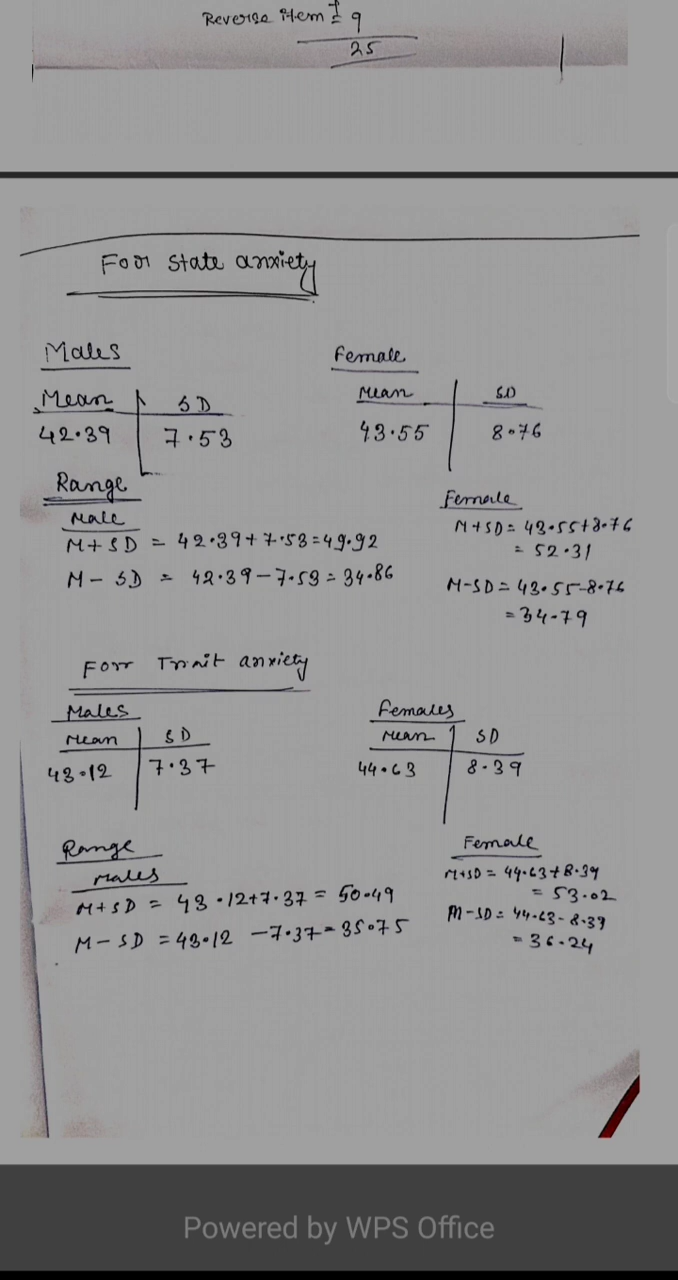 Reverse item = 9
25
Foor State anxiety
Males
Female
Mean SD
42.39 7.53
Mean SD
43.55 8.76
Range
Male
M+SD = 42.39+7.53=49.92
M- SD = 42.39-7.53=34.86
Female
M+SD= 43.55+8.76
= 52.31
M-SD= 43.55-8.76
=34.79
Forr Trait anxiety
Males
Mean SD
43.12 7.37
Females
Mean SD
44.63 8.39
Range
Males
M+SD = 43.12+7.37= 50.49
M-SD =43.12 -7.37=35.75
Female
M+SD= 44.63+8.39
= 53.02
M-SD= 44.63-8.39
=36.24
Powered by WPS Office